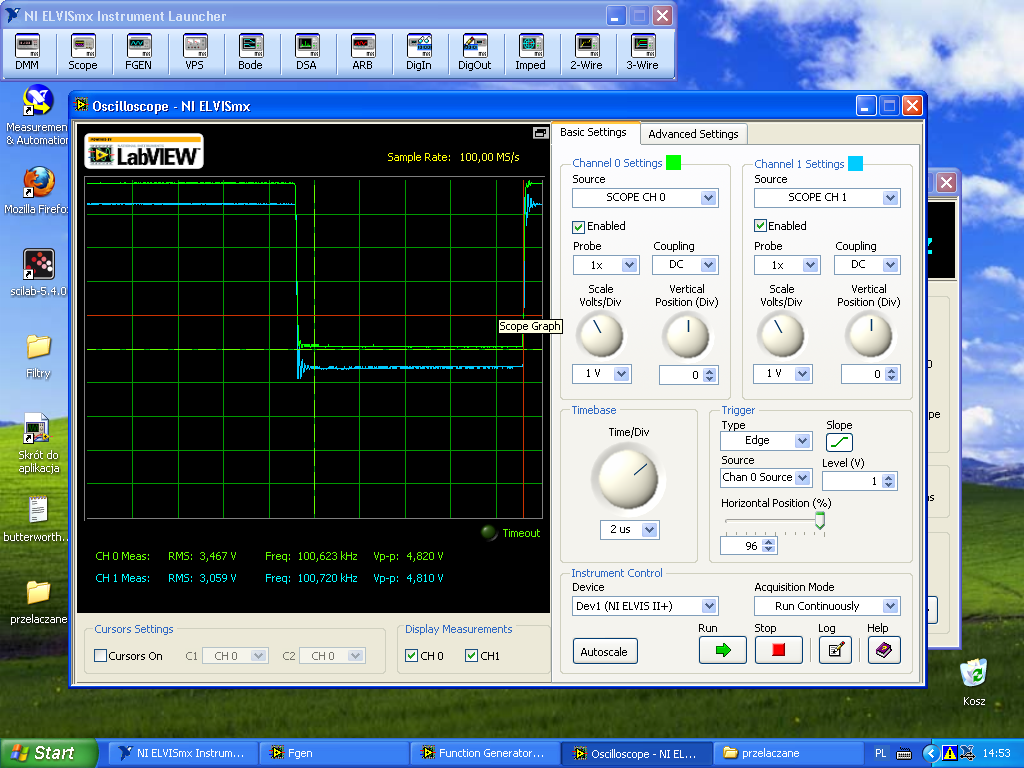 NI ELVISmx Instrument Launcher
DMM
Scope
FGEN
VPS
Bode
DSA
ARB
DigIn
DigOut
Imped
2-Wire
3-Wire
Measuremen
& Automation
Mozilla Firefo
scilab-5.4.0
Filtry
Skrót do
aplikacja
butterworth...
przelaczane
Oscilloscope - NI ELVISmx
LabVIEW
Sample Rate: 100,00 MS/s
Scope Graph
Timeout
CH 0 Meas: RMS: 3,467 V Freq: 100,623 kHz Vp-p: 4,820 V
CH 1 Meas: RMS: 3,059 V Freq: 100,720 kHz Vp-p: 4,810 V
Cursors Settings
Cursors On C1 CH 0 C2 CH 0
Display Measurements
CH 0 CH1
Basic Settings
Advanced Settings
Channel 0 Settings
Source
SCOPE CH 0
Enabled
Probe Coupling
1x DC
Scale
Volts/Div
Vertical
Position (Div)
1 V 0
Channel 1 Settings
Source
SCOPE CH 1
Enabled
Probe Coupling
1x DC
Scale
Volts/Div
Vertical
Position (Div)
1 V 0
Timebase
Time/Div
2 us
Trigger
Type Slope
Edge
Source Level (V)
Chan 0 Source 1
Horizontal Position (%)
96
Instrument Control
Device
Dev1 (NI ELVIS II+)
Acquisition Mode
Run Continuously
Autoscale
Run
Stop
Log
Help
Kosz
Start
NI ELVISmx Instrum...
Fgen
Function Generator...
Oscilloscope - NI EL...
przelaczane
PL
14:53